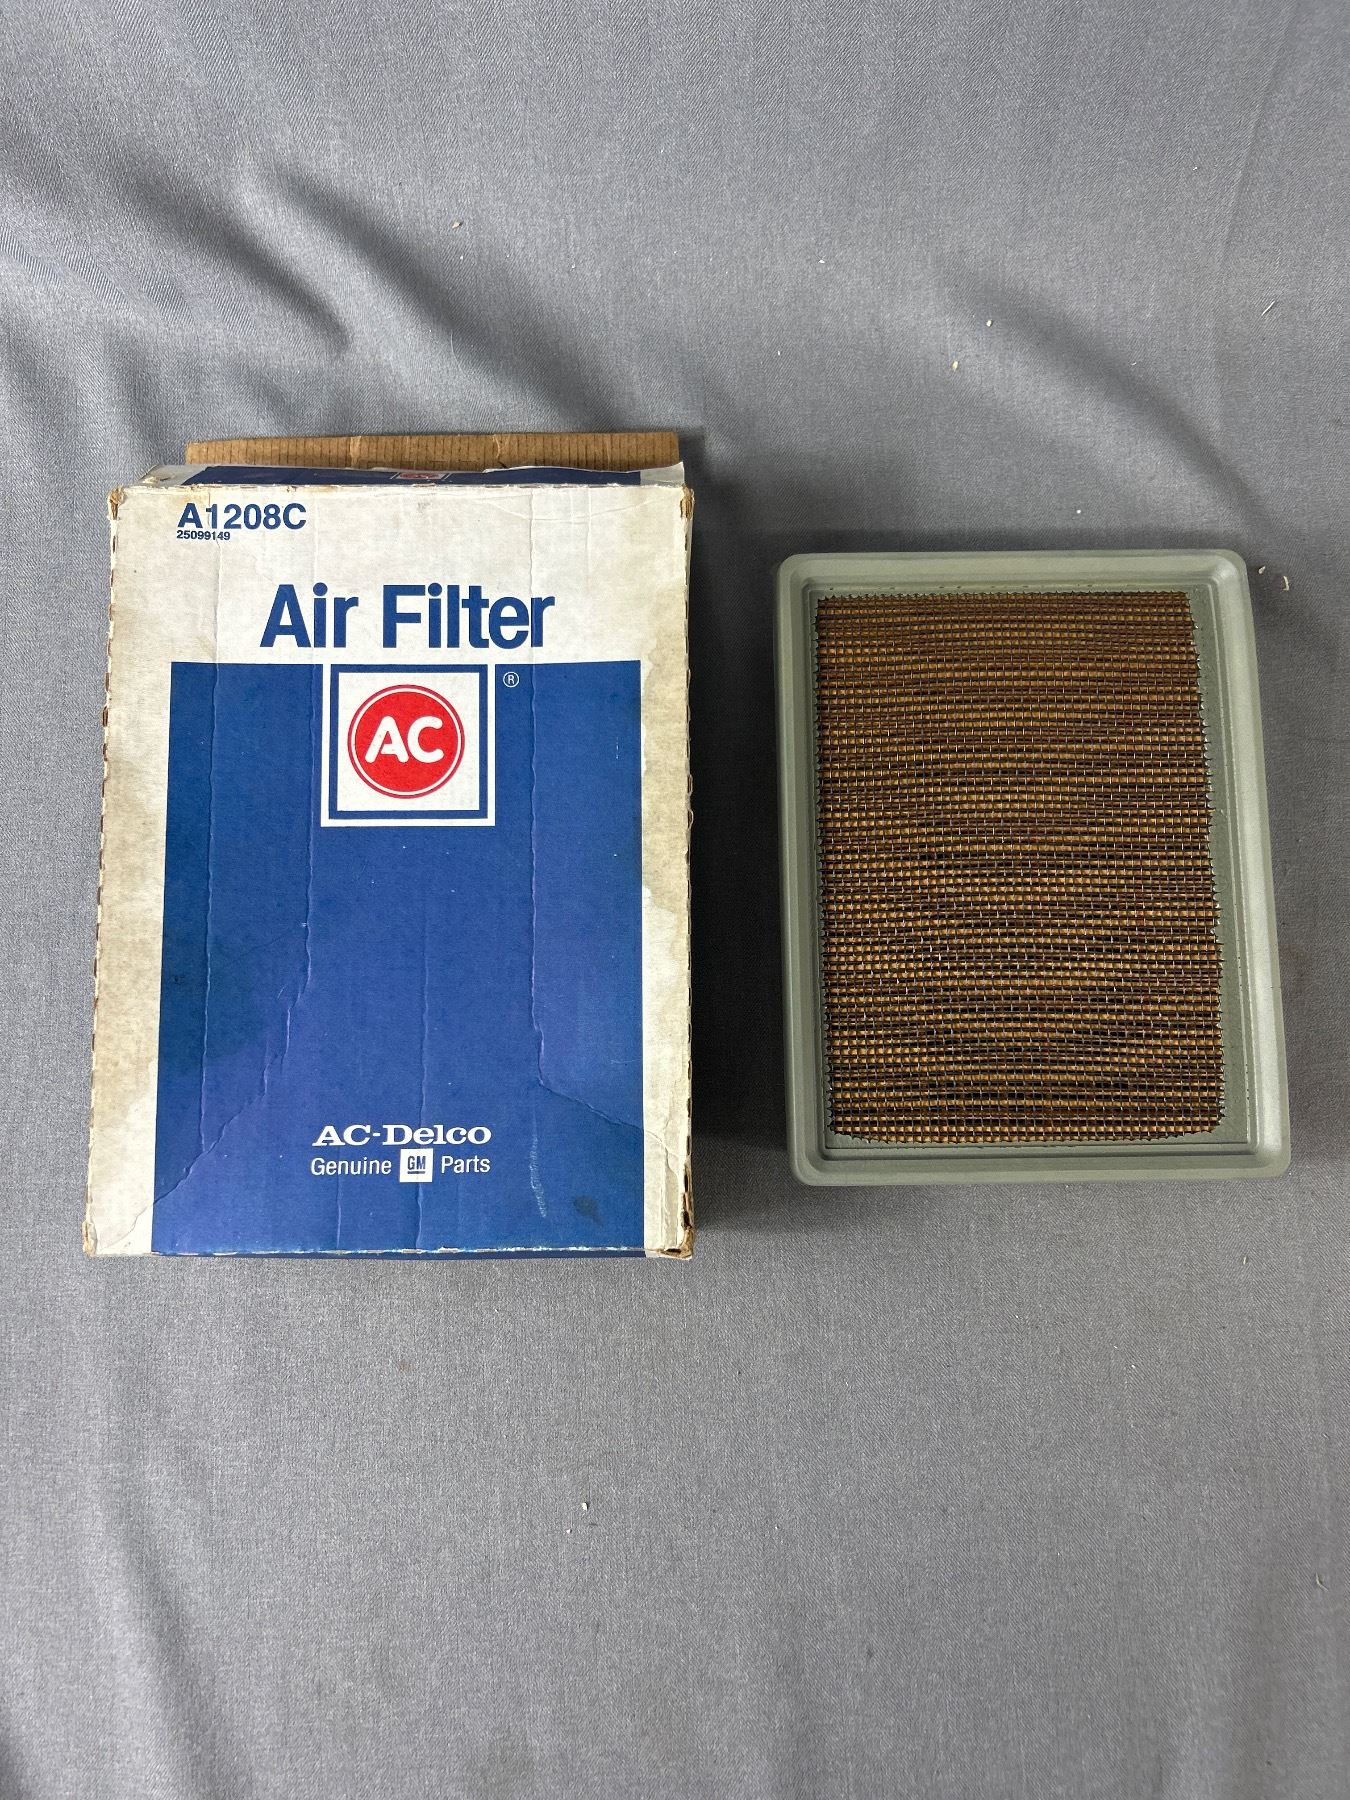 A1208C
25099149
Air Filter
AC ®
AC-Delco
Genuine GM Parts